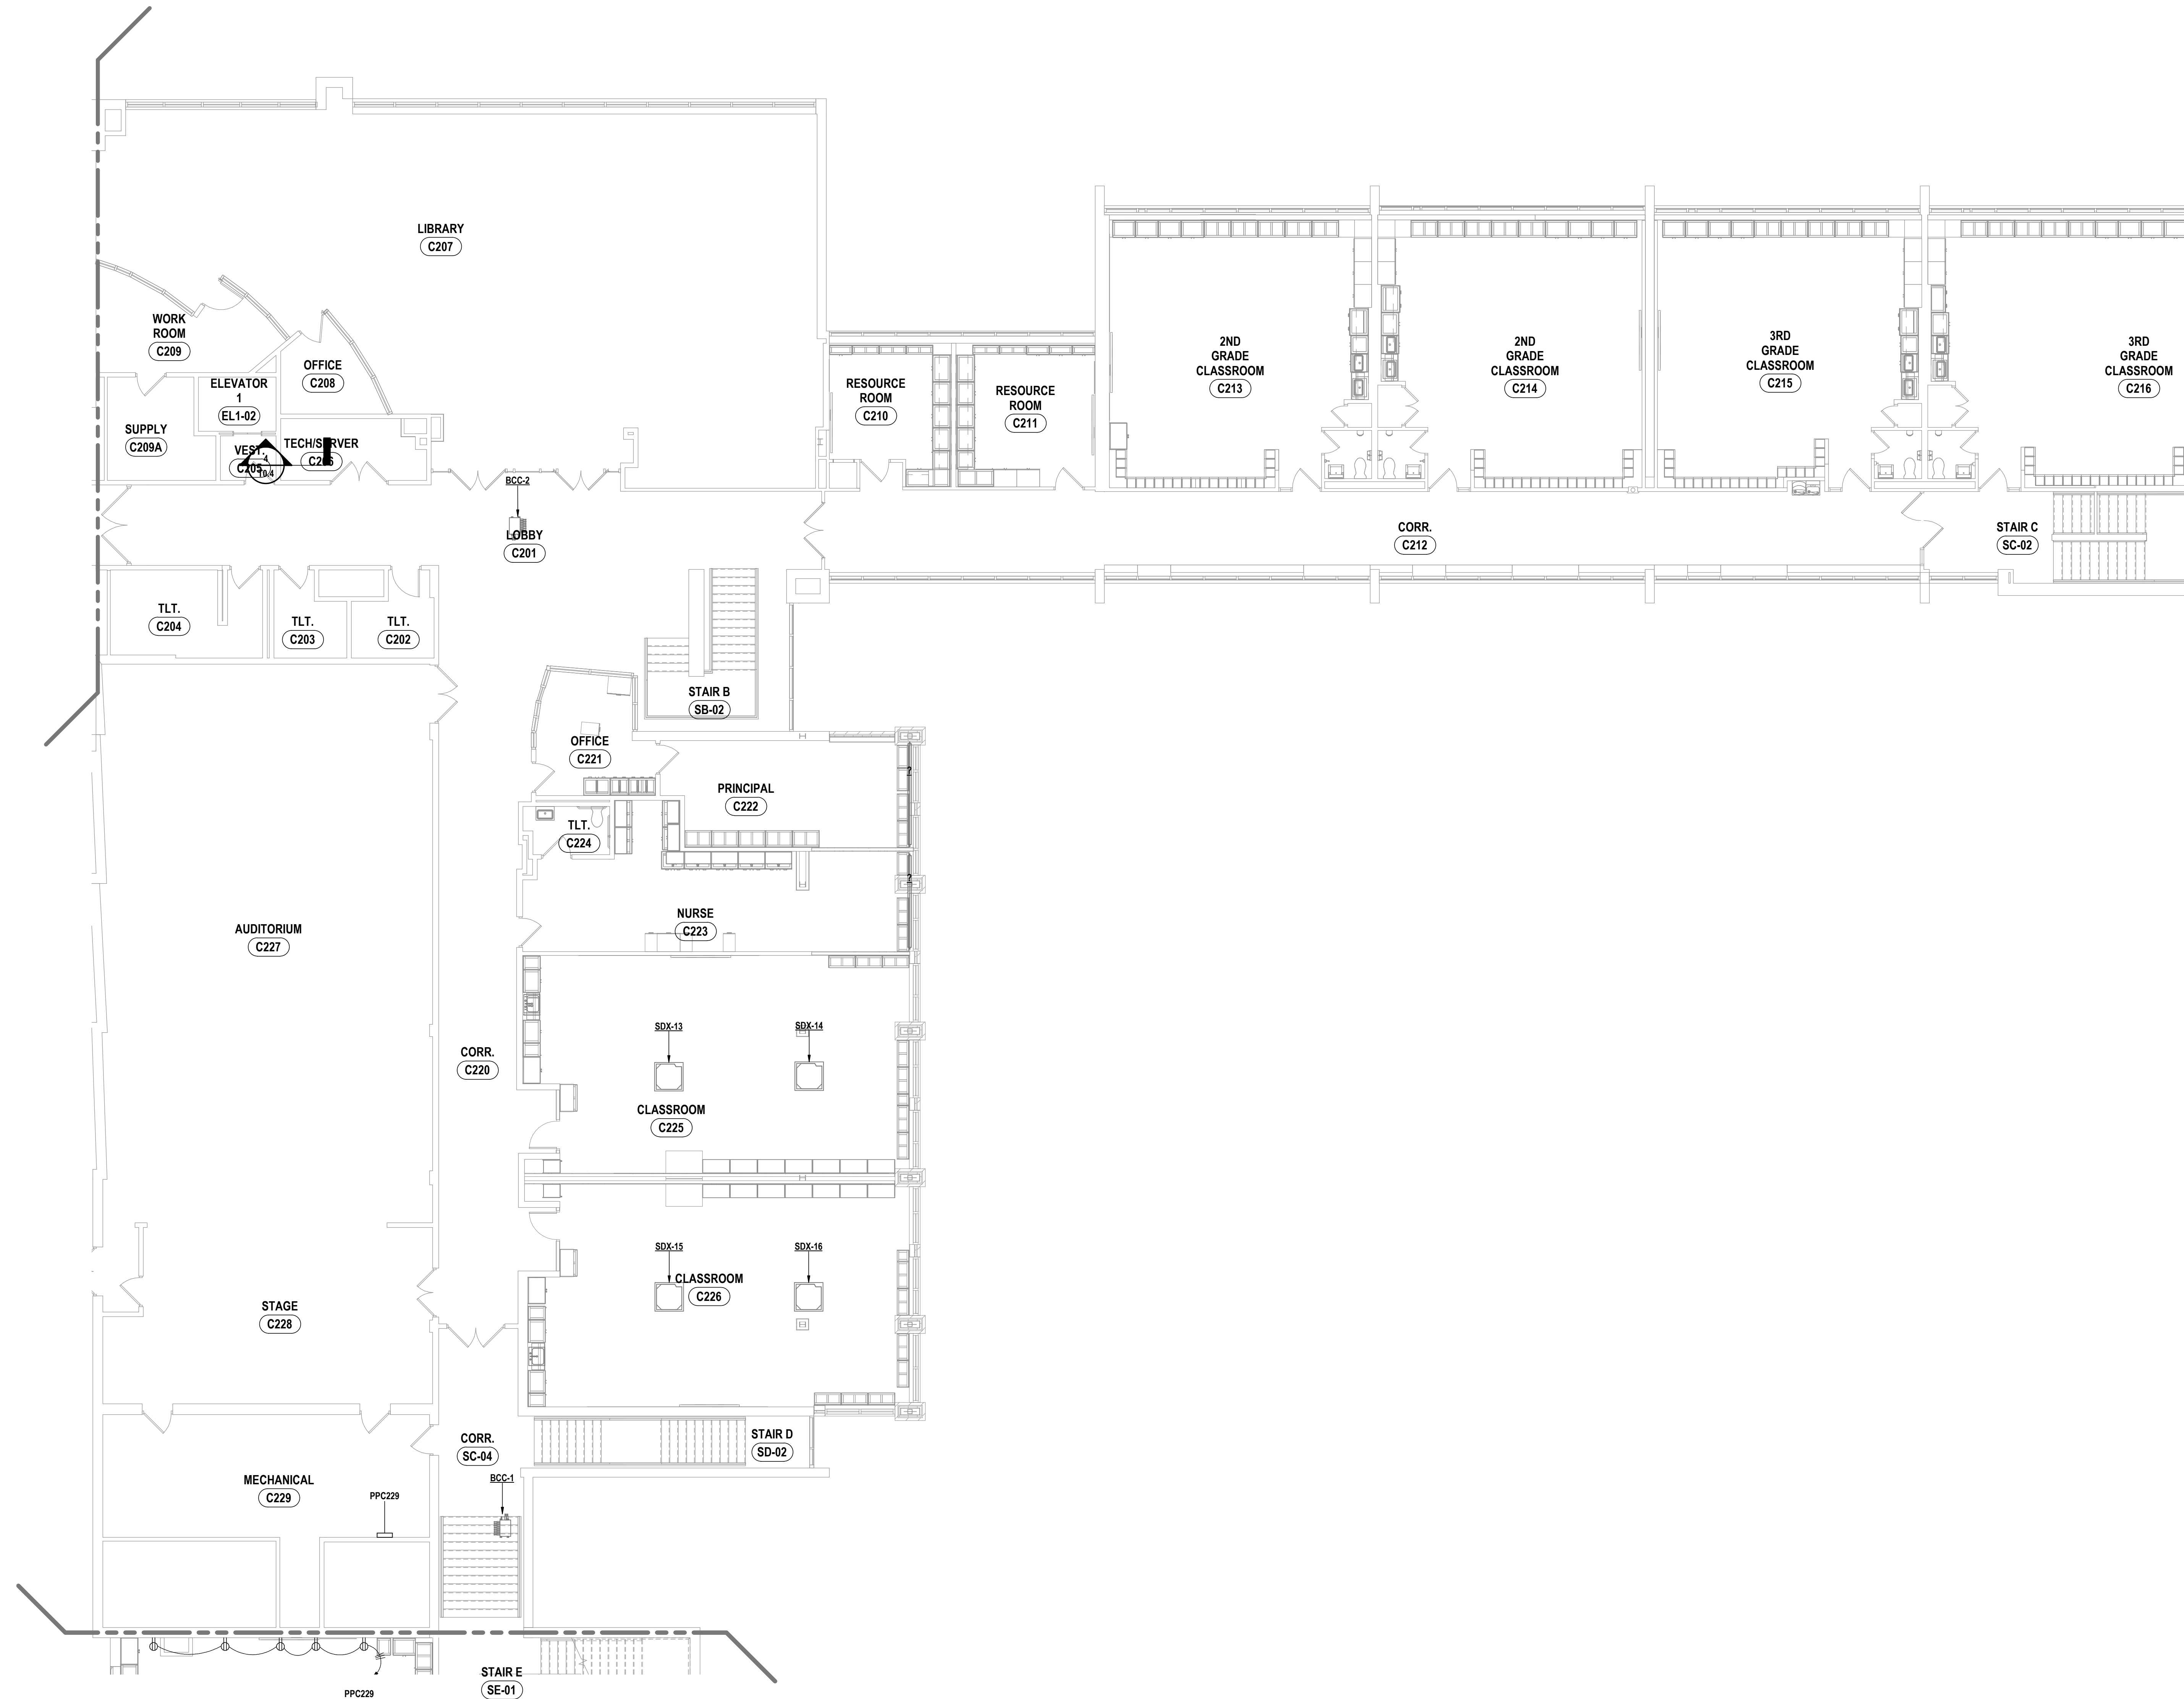 LIBRARY
C207
WORK
ROOM
C209
OFFICE
C208
ELEVATOR
1
EL1-02
SUPPLY
C209A
VEST.
C205
TECH/SERVER
C206
4
BCC-2
LOBBY
C201
RESOURCE
ROOM
C210
RESOURCE
ROOM
C211
2ND
GRADE
CLASSROOM
C213
2ND
GRADE
CLASSROOM
C214
3RD
GRADE
CLASSROOM
C215
3RD
GRADE
CLASSROOM
C216
CORR.
C212
STAIR C
SC-02
TLT.
C204
TLT.
C203
TLT.
C202
STAIR B
SB-02
OFFICE
C221
PRINCIPAL
C222
?
TLT.
C224
?
NURSE
C223
AUDITORIUM
C227
SDX-13
SDX-14
CORR.
C220
CLASSROOM
C225
SDX-15
SDX-16
CLASSROOM
C226
STAGE
C228
CORR.
SC-04
STAIR D
SD-02
MECHANICAL
C229
PPC229
BCC-1
STAIR E
SE-01
PPC229